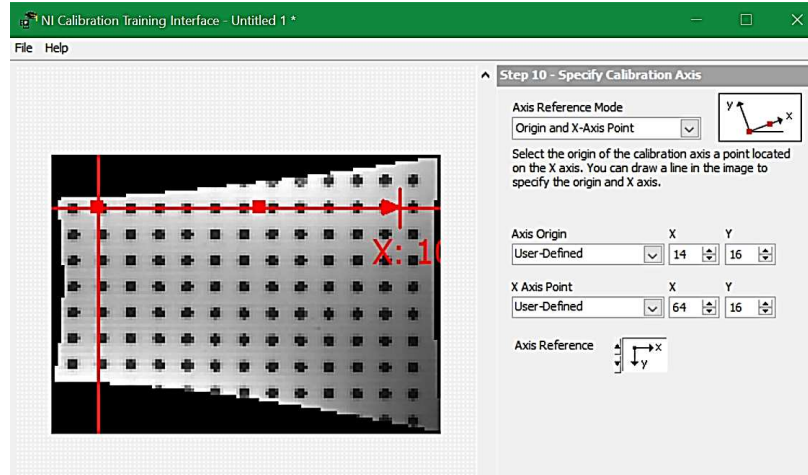 NI Calibration Training Interface - Untitled 1 *
File Help
Step 10 - Specify Calibration Axis
Axis Reference Mode
Origin and X-Axis Point
y
x
Select the origin of the calibration axis a point located
on the X axis. You can draw a line in the image to
specify the origin and X axis.
X: 10
Axis Origin X Y
User-Defined 14 16
X Axis Point X Y
User-Defined 64 16
Axis Reference
x
y